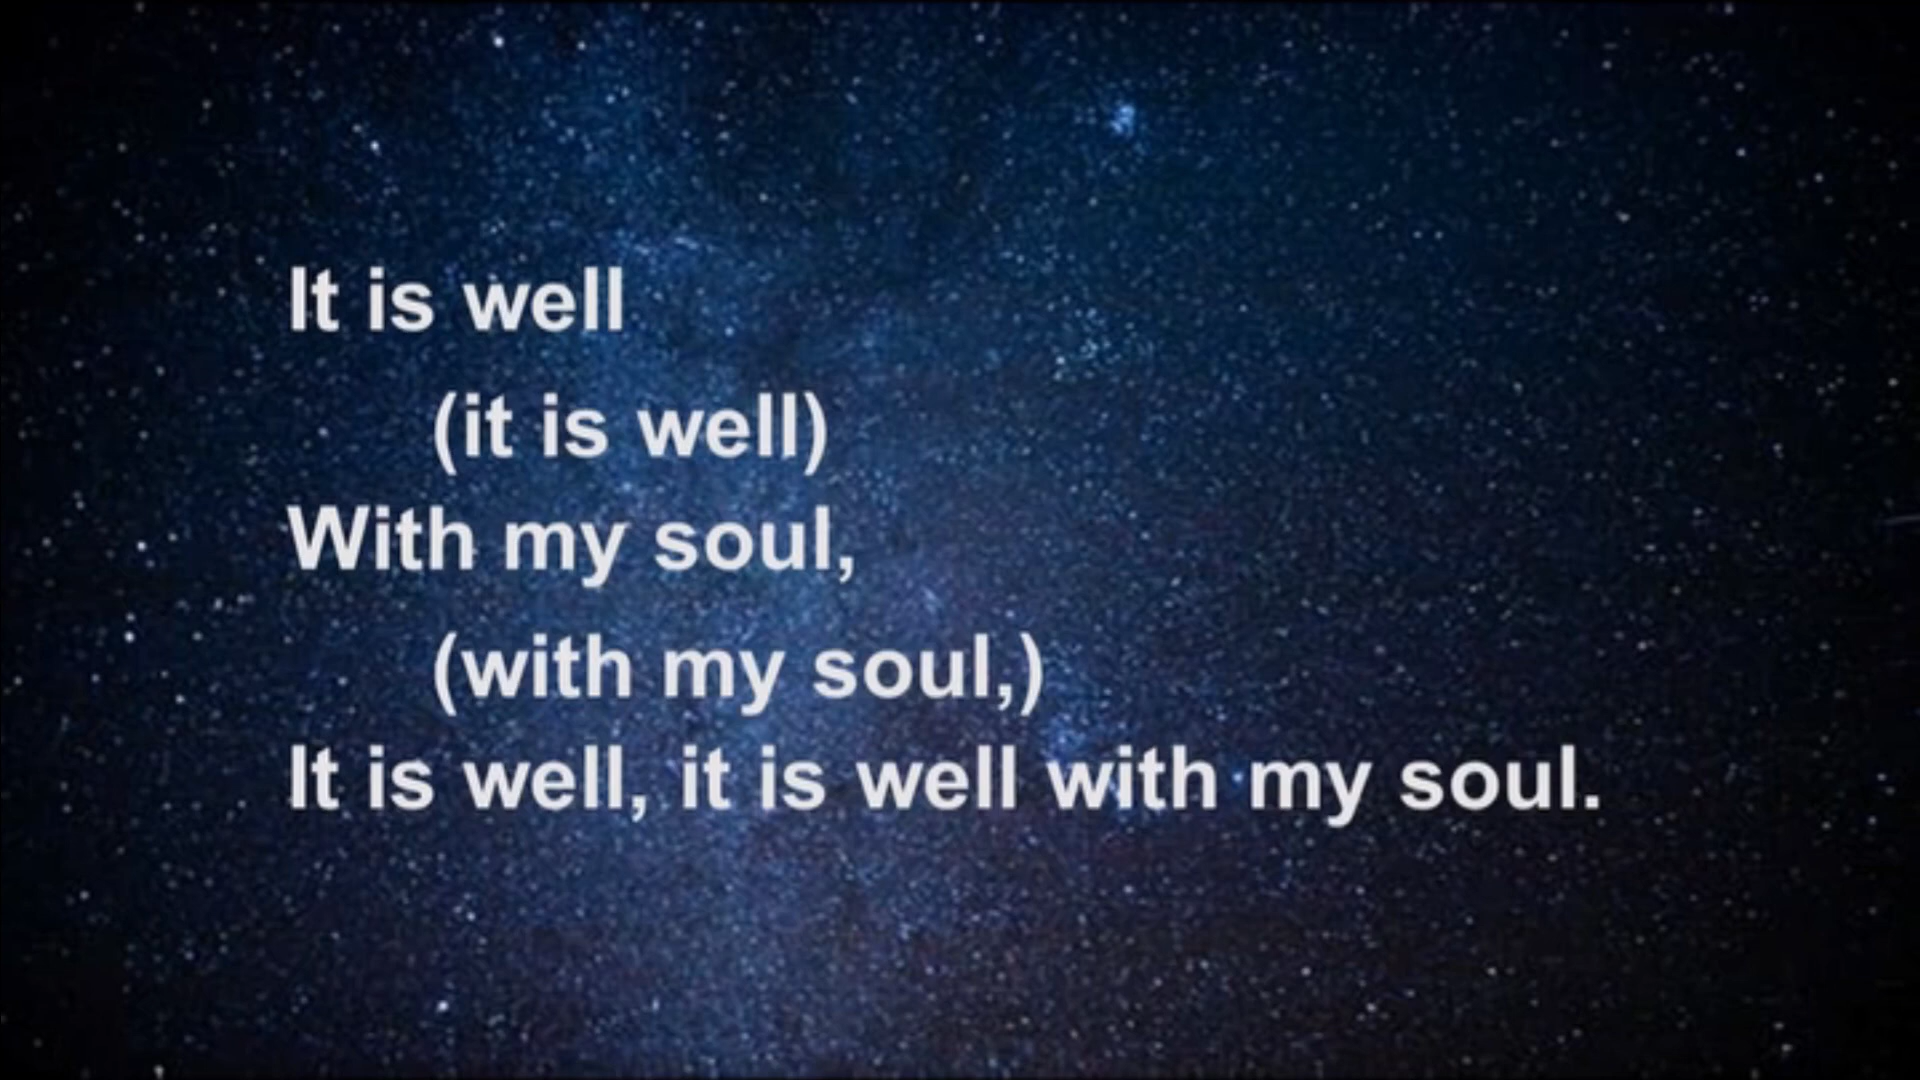 It is well
(it is well)
With my soul,
(with my soul,)
It is well, it is well with my soul.